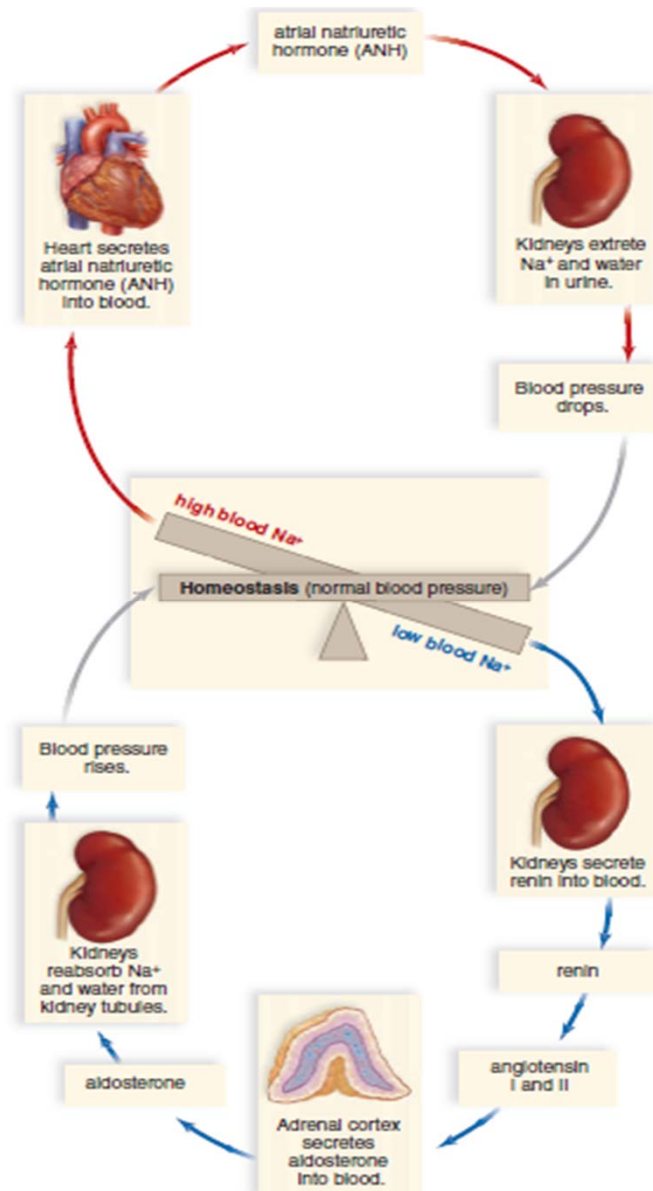 atrial natriuretic
hormone (ANH)
Heart secretes
atrial natriuretic
hormone (ANH)
into blood.
Kidneys extrete
Na⁺ and water
in urine.
Blood pressure
drops.
high blood Na⁺
Homeostasis (normal blood pressure)
low blood Na⁺
Blood pressure
rises.
Kidneys secrete
renin into blood.
Kidneys
reabsorb Na⁺
and water from
kidney tubules.
renin
aldosterone
angiotensin
I and II
Adrenal cortex
secretes
aldosterone
into blood.